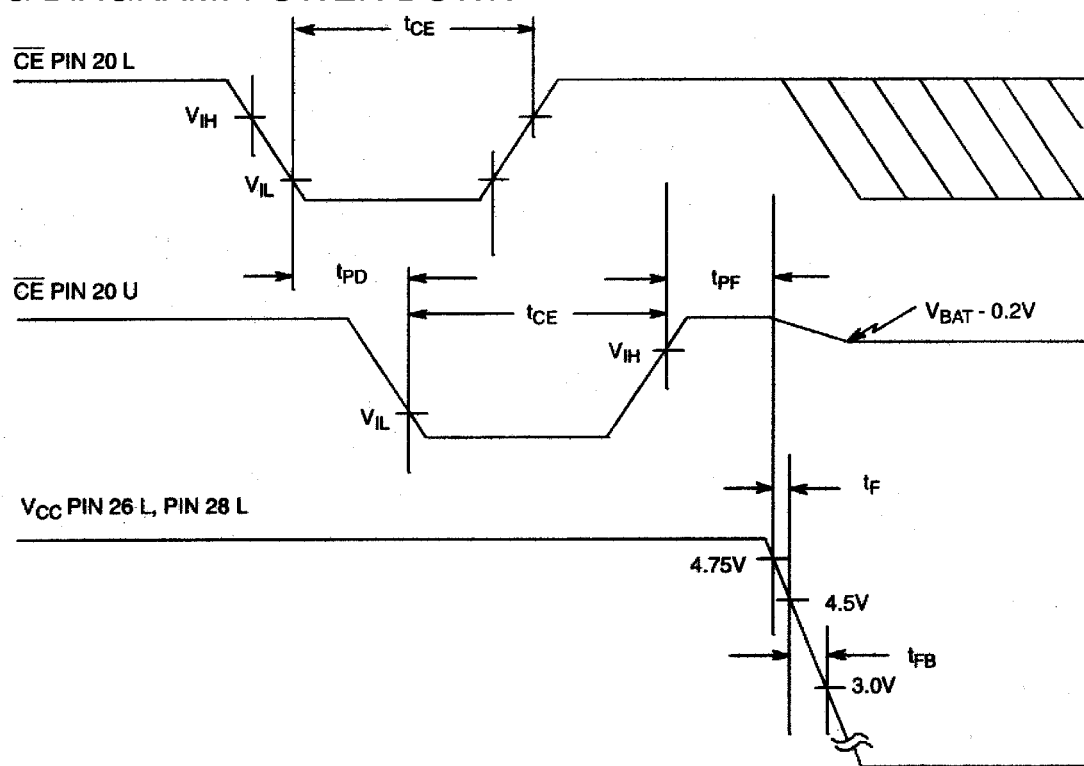 tCE
CE PIN 20 L
VIH
VIL
tPD
tPF
CE PIN 20 U
tCE
VBAT - 0.2V
VIH
VIL
tF
VCC PIN 26 L, PIN 28 L
4.75V
4.5V
tFB
3.0V